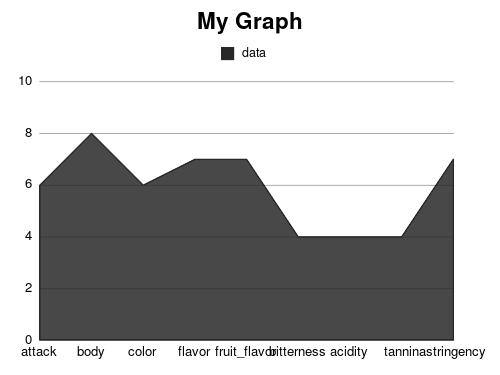 My Graph
data
10
8
6
4
2
0
attack body color flavor fruit_flavor bitterness acidity tannin astringency